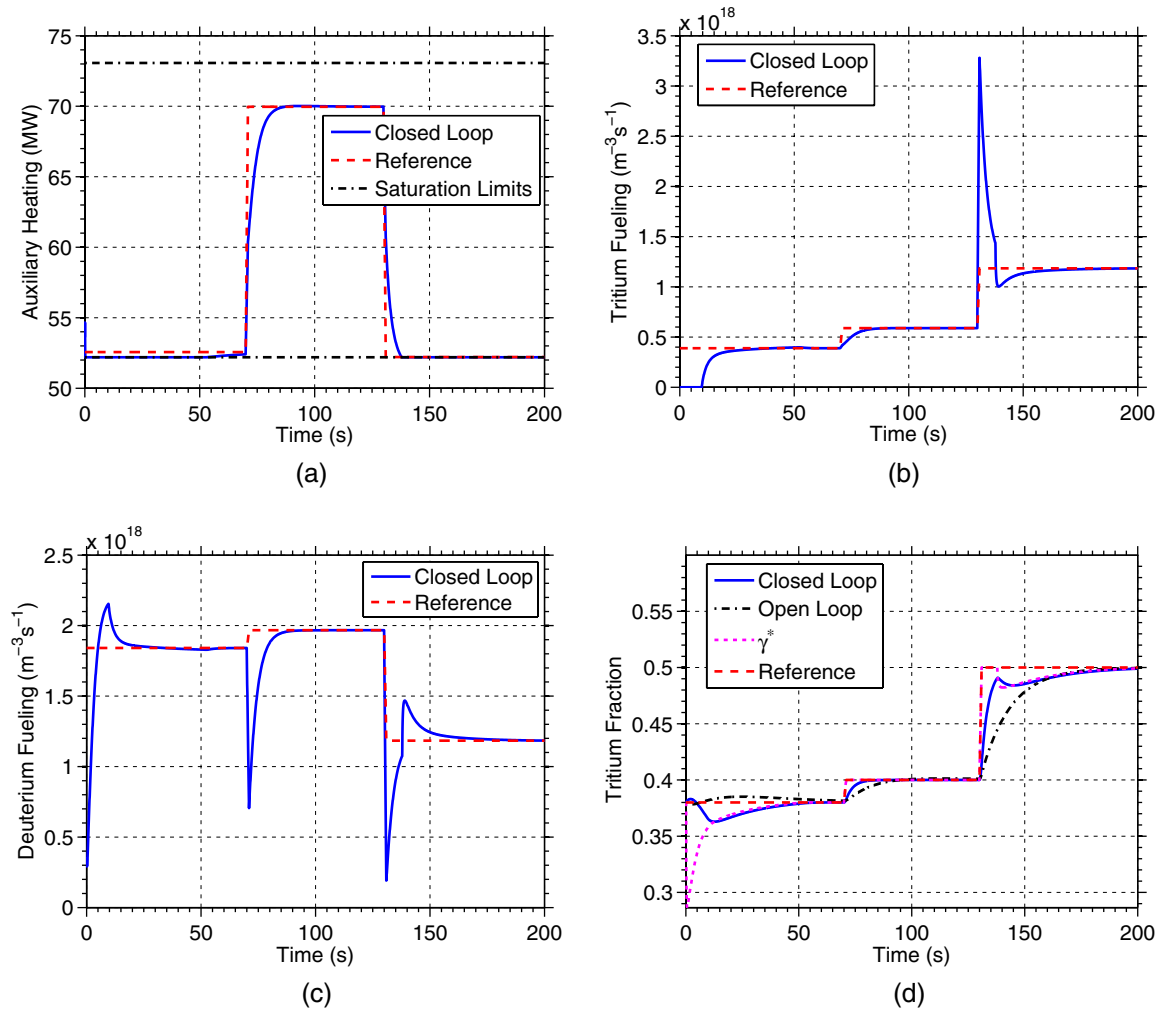 75
70
65
60
55
50
0
50
100
150
200
Auxiliary Heating (MW)
Time (s)
Closed Loop
Reference
Saturation Limits
(a)
x 10^18
3.5
3
2.5
2
1.5
1
0.5
0
0
50
100
150
200
Tritium Fueling (m⁻³s⁻¹)
Time (s)
Closed Loop
Reference
(b)
x 10^18
2.5
2
1.5
1
0.5
0
0
50
100
150
200
Deuterium Fueling (m⁻³s⁻¹)
Time (s)
Closed Loop
Reference
(c)
0.55
0.5
0.45
0.4
0.35
0.3
0
50
100
150
200
Tritium Fraction
Time (s)
Closed Loop
Open Loop
γ*
Reference
(d)